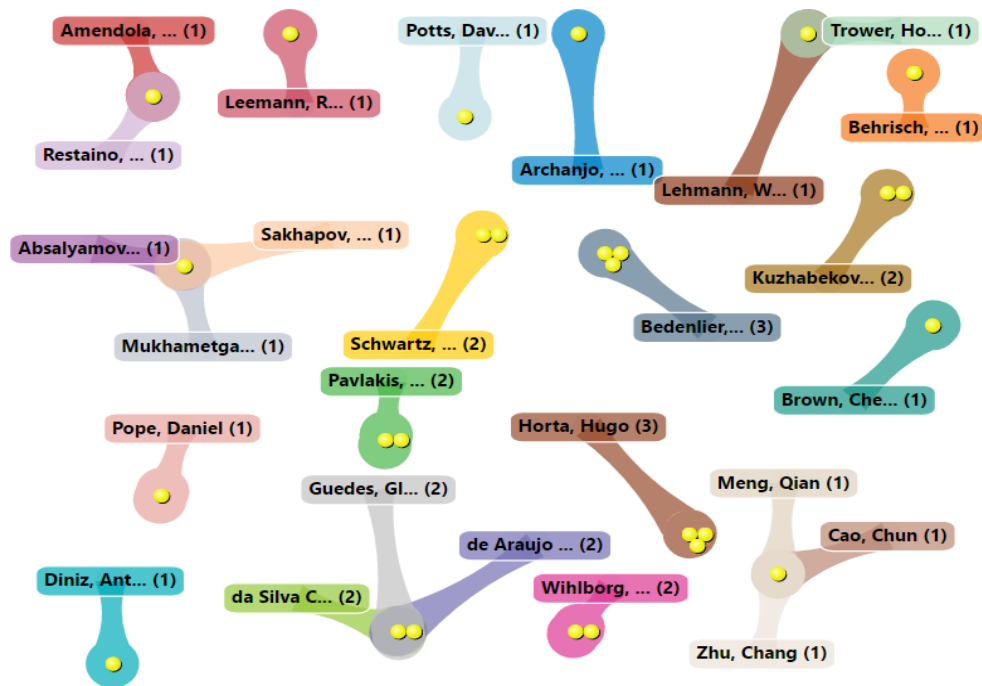 Amendola, ... (1)
Potts, Dav... (1)
Trower, Ho... (1)
Leemann, R... (1)
Behrisch, ... (1)
Restaino, ... (1)
Archanjo, ... (1)
Lehmann, W... (1)
Sakhapov, ... (1)
Absalyamov... (1)
Kuzhabekov... (2)
Bedenlier,... (3)
Mukhametga... (1)
Schwartz, ... (2)
Pavlakis, ... (2)
Brown, Che... (1)
Pope, Daniel (1)
Horta, Hugo (3)
Guedes, Gl... (2)
Meng, Qian (1)
Cao, Chun (1)
de Araujo ... (2)
Diniz, Ant... (1)
Wihlborg, ... (2)
da Silva C... (2)
Zhu, Chang (1)